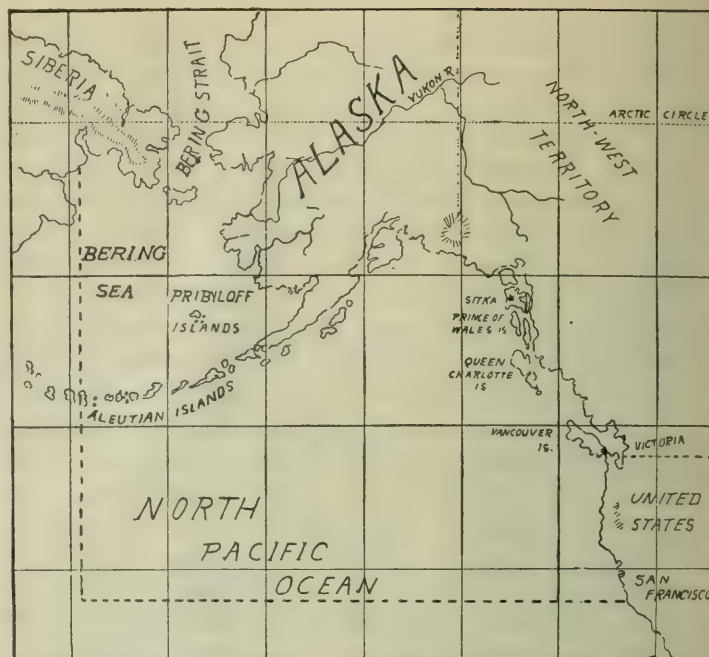 SIBERIA
BERING STRAIT
ALASKA
YUKON R.
NORTH-WEST
TERRITORY
ARCTIC CIRCLE
BERING
SEA
PRIBYLOFF
ISLANDS
ALEUTIAN ISLANDS
SITKA
PRINCE OF
WALES IS
QUEEN
CHARLOTTE
IS
VANCOUVER
IS.
VICTORIA
UNITED
STATES
NORTH
PACIFIC
OCEAN
SAN
FRANCISCO